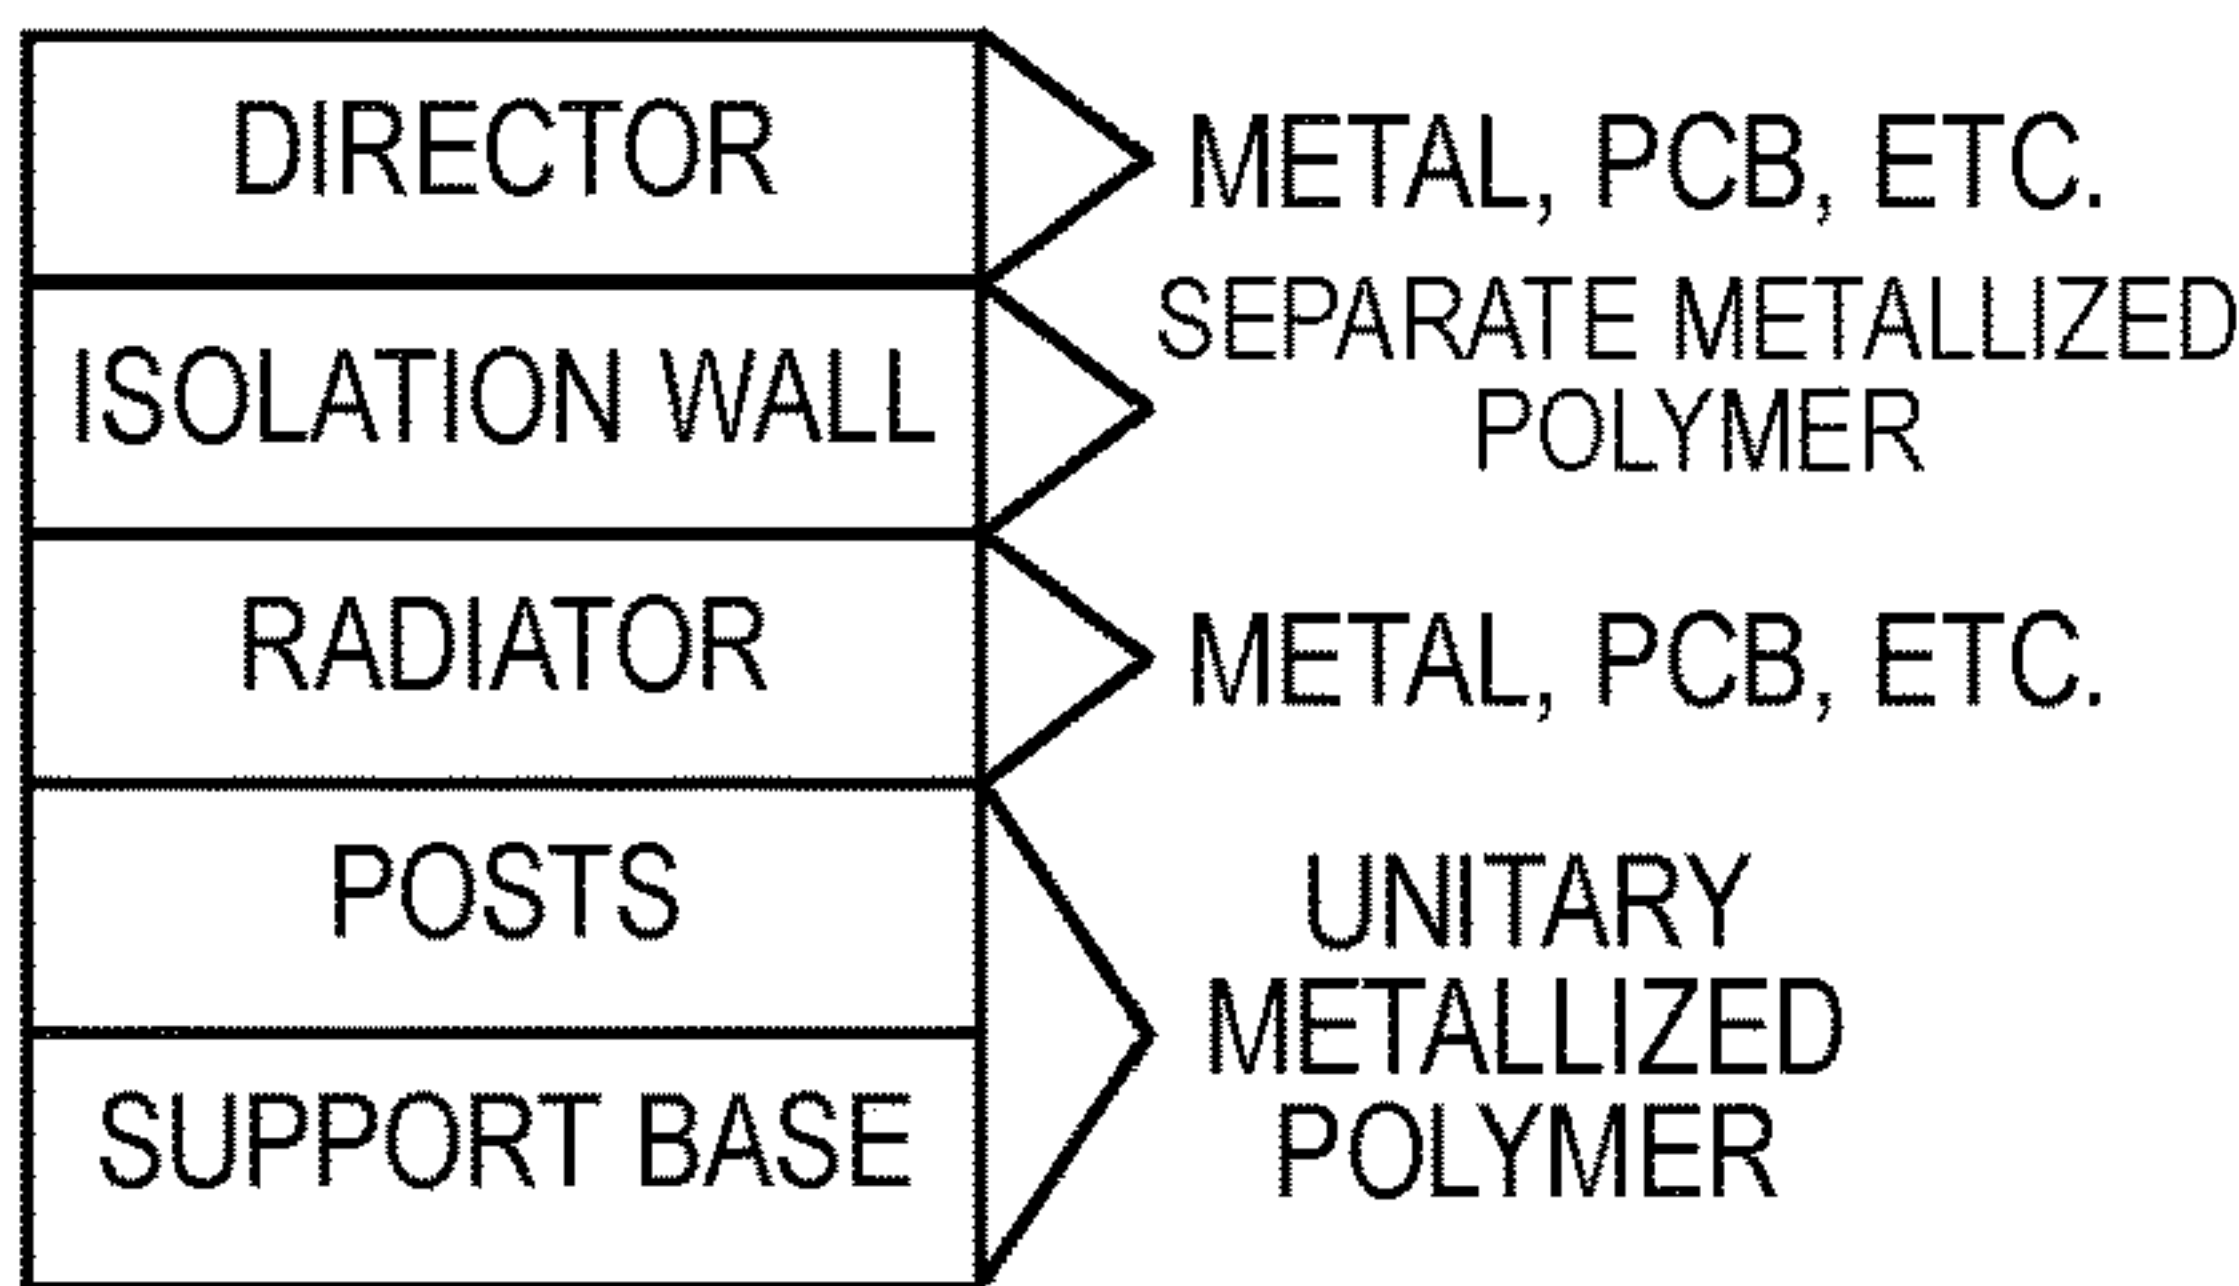 DIRECTOR
METAL, PCB, ETC.
ISOLATION WALL
SEPARATE METALLIZED
POLYMER
RADIATOR
METAL, PCB, ETC.
POSTS
SUPPORT BASE
UNITARY
METALLIZED
POLYMER